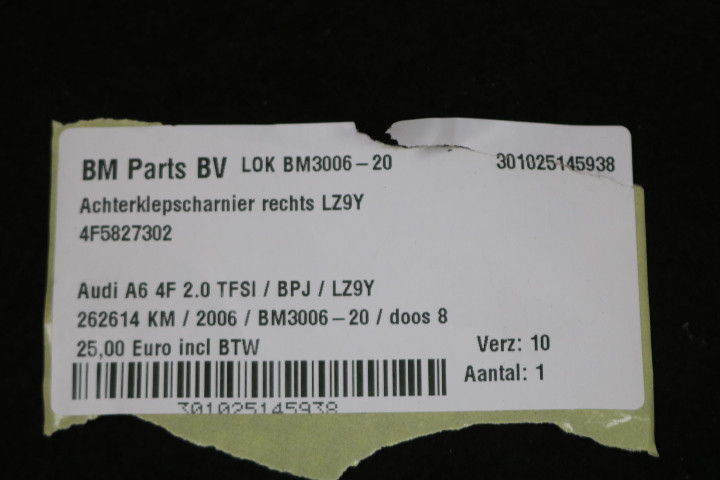 BM Parts BV LOK BM3006-20 301025145938
Achterklepscharnier rechts LZ9Y
4F5827302
Audi A6 4F 2.0 TFSI / BPJ / LZ9Y
262614 KM / 2006 / BM3006-20 / doos 8
25,00 Euro incl BTW Verz: 10
Aantal: 1
301025145938